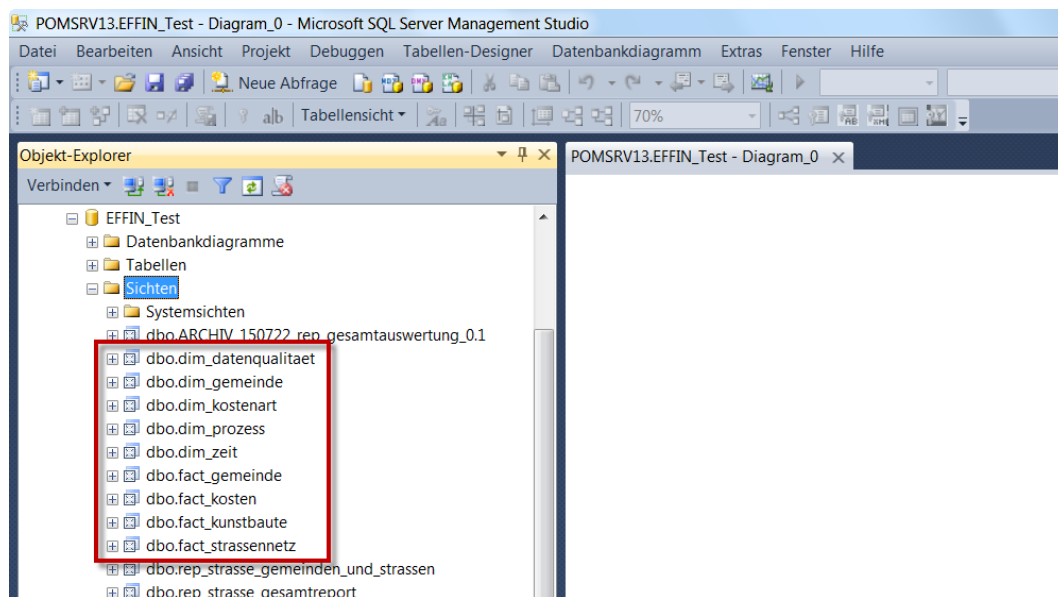 POMSRV13.EFFIN_Test - Diagram_0 - Microsoft SQL Server Management Studio
Datei Bearbeiten Ansicht Projekt Debuggen Tabellen-Designer Datenbankdiagramm Extras Fenster Hilfe
Neue Abfrage
Tabellensicht 70%
Objekt-Explorer
POMSRV13.EFFIN_Test - Diagram_0
Verbinden
EFFIN_Test
Datenbankdiagramme
Tabellen
Sichten
Systemsichten
dbo.ARCHIV_150722_rep_gesamtauswertung_0.1
dbo.dim_datenqualitaet
dbo.dim_gemeinde
dbo.dim_kostenart
dbo.dim_prozess
dbo.dim_zeit
dbo.fact_gemeinde
dbo.fact_kosten
dbo.fact_kunstbaute
dbo.fact_strassennetz
dbo.rep_strasse_gemeinden_und_strassen
dbo.rep_strasse_gesamtreport